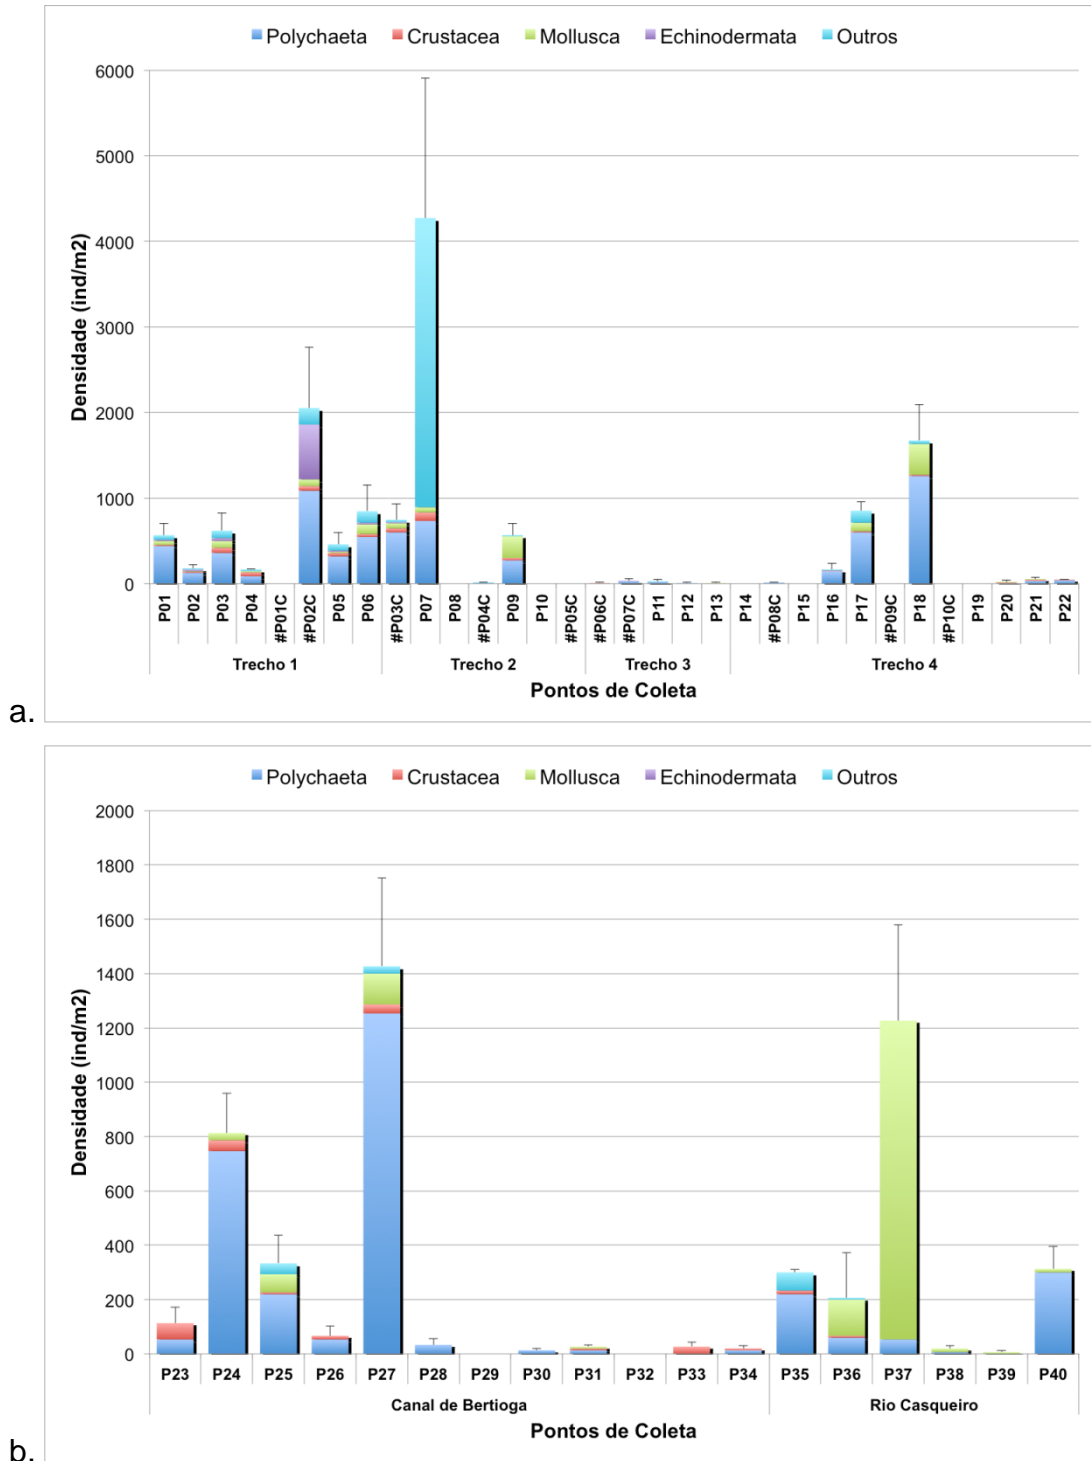 Polychaeta Crustacea Mollusca Echinodermata Outros
6000
5000
4000
3000
2000
1000
0
Densidade (ind/m2)
P01 P02 P03 P04 #P01C #P02C P05 P06 #P03C P07 P08 #P04C P09 P10 #P05C #P06C #P07C P11 P12 P13 P14 #P08C P15 P16 P17 #P09C P18 #P10C P19 P20 P21 P22
Trecho 1 Trecho 2 Trecho 3 Trecho 4
Pontos de Coleta
a.
Polychaeta Crustacea Mollusca Echinodermata Outros
2000
1800
1600
1400
1200
1000
800
600
400
200
0
Densidade (ind/m2)
P23 P24 P25 P26 P27 P28 P29 P30 P31 P32 P33 P34 P35 P36 P37 P38 P39 P40
Canal de Bertioga Rio Casqueiro
Pontos de Coleta
b.